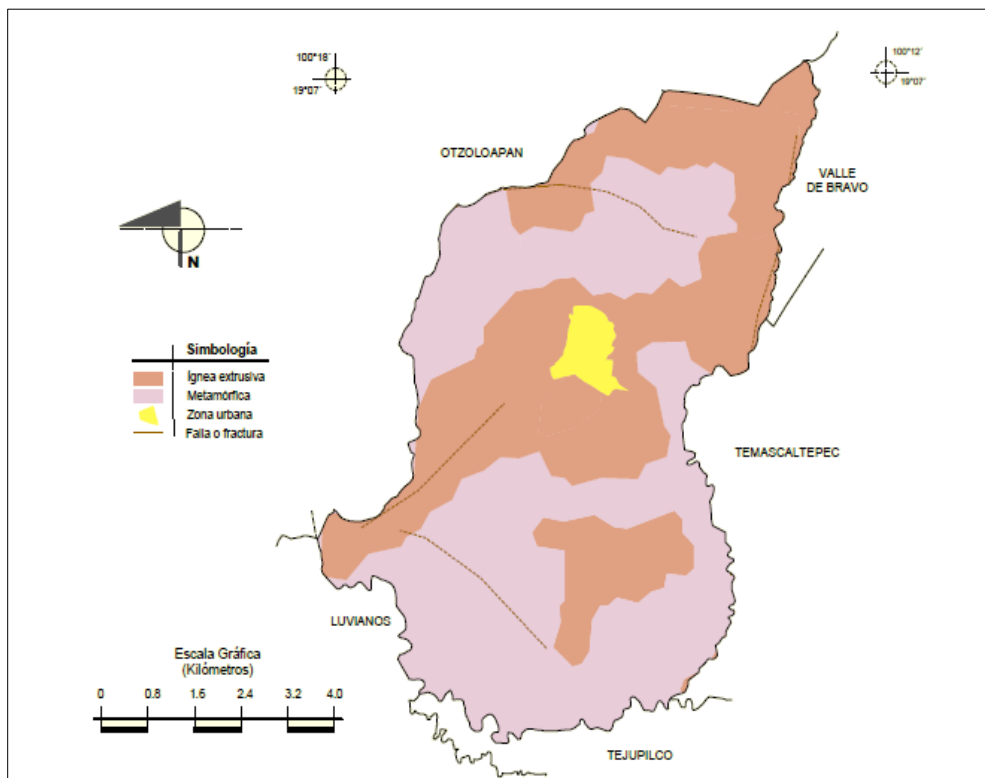 100°18´
19°07´
100°12´
19°07´
OTZOLOAPAN
VALLE
DE BRAVO
N
Simbología
Ígnea extrusiva
Metamórfica
Zona urbana
Falla o fractura
TEMASCALTEPEC
LUVIANOS
Escala Gráfica
(Kilómetros)
0 0.8 1.6 2.4 3.2 4.0
TEJUPILCO